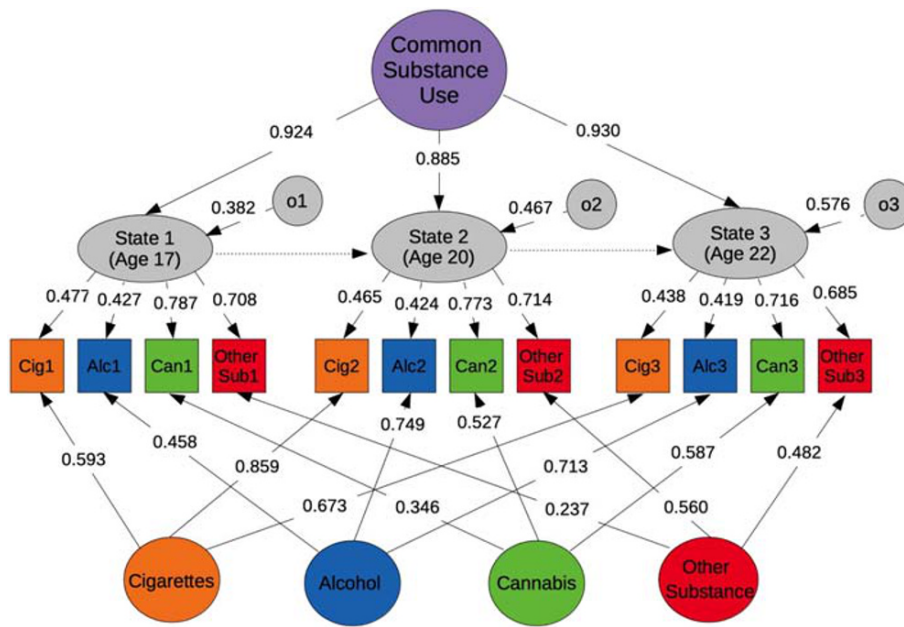 Common
Substance
Use
0.924
0.885
0.930
0.382
o1
0.467
o2
0.576
o3
State 1
(Age 17)
State 2
(Age 20)
State 3
(Age 22)
0.477
0.427
0.787
0.708
0.465
0.424
0.773
0.714
0.438
0.419
0.716
0.685
Cig1
Alc1
Can1
Other
Sub1
Cig2
Alc2
Can2
Other
Sub2
Cig3
Alc3
Can3
Other
Sub3
0.593
0.458
0.859
0.749
0.527
0.713
0.587
0.482
0.673
0.346
0.237
0.560
Cigarettes
Alcohol
Cannabis
Other
Substance